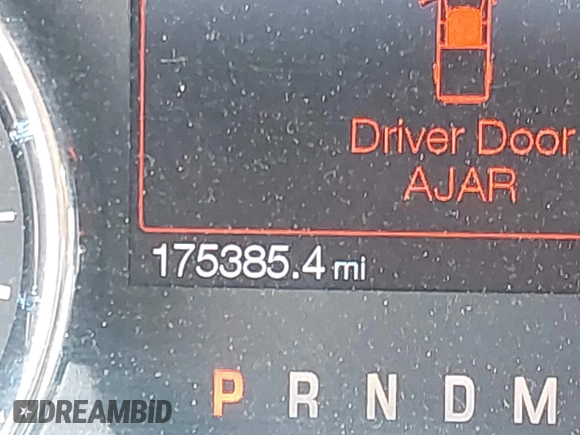 Driver Door
AJAR
175385.4 mi
P R N D M
DREAMBID